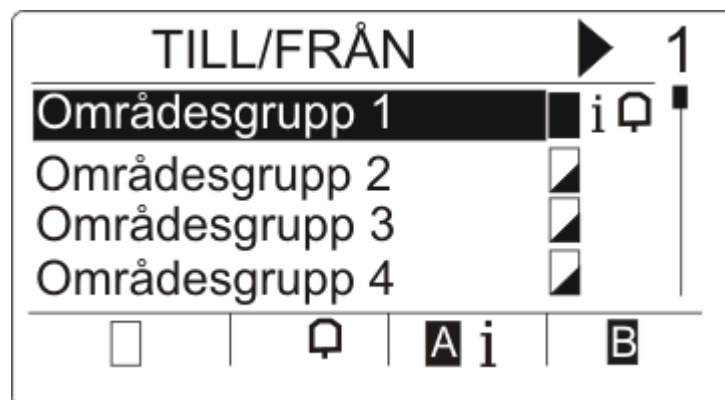 TILL/FRÅN 1
Områdesgrupp 1 i
Områdesgrupp 2
Områdesgrupp 3
Områdesgrupp 4
A i B